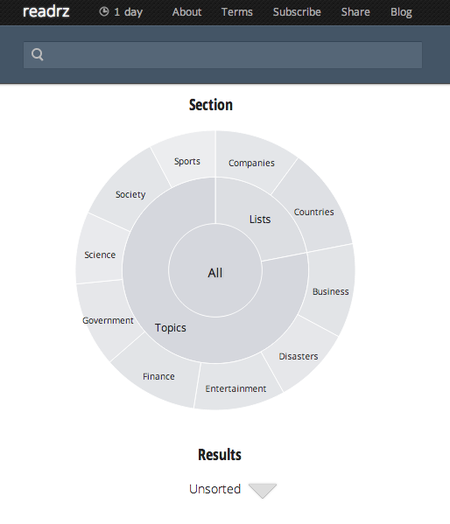 readrz 1 day About Terms Subscribe Share Blog
Section
Sports
Companies
Society
Lists
Countries
Science
All
Business
Government
Topics
Disasters
Finance
Entertainment
Results
Unsorted